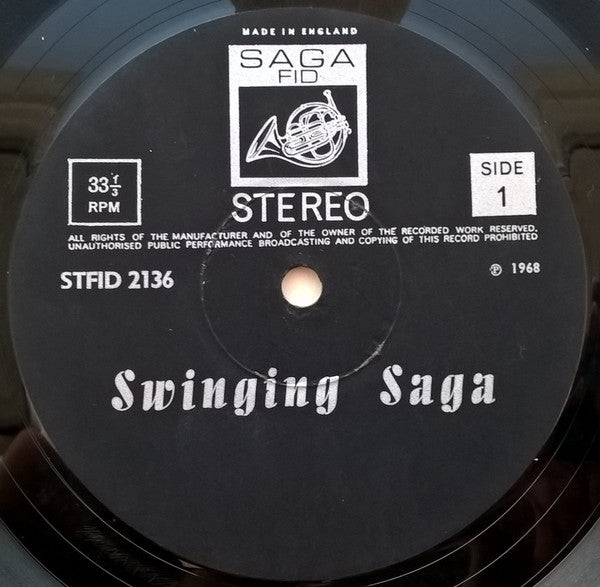 MADE IN ENGLAND
SAGA
FID
33⅓
RPM
SIDE
1
STEREO
ALL RIGHTS OF THE MANUFACTURER AND OF THE OWNER OF THE RECORDED WORK RESERVED.
UNAUTHORISED PUBLIC PERFORMANCE BROADCASTING AND COPYING OF THIS RECORD PROHIBITED
STFID 2136
℗ 1968
Swinging Saga